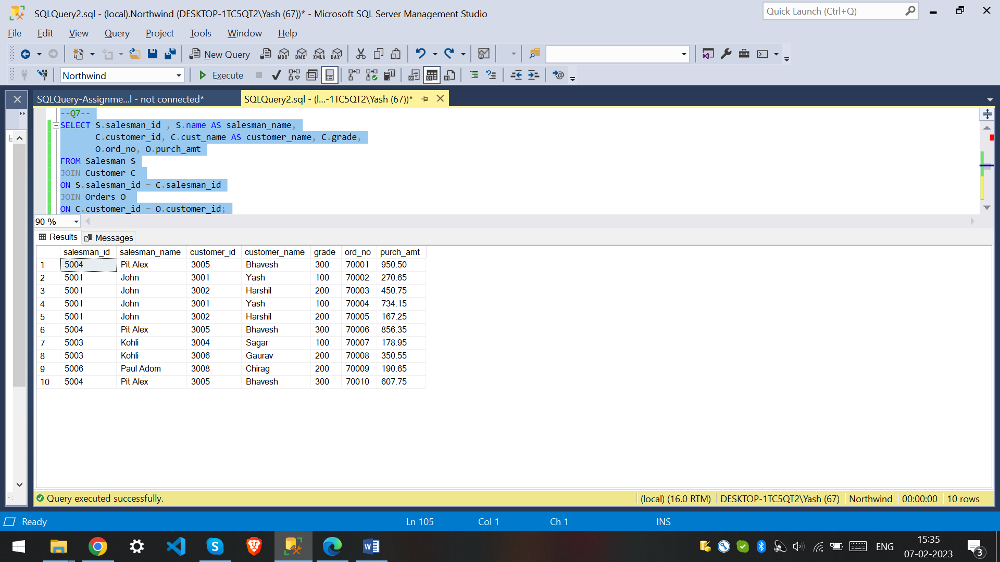 SQLQuery2.sql - (local).Northwind (DESKTOP-1TC5QT2\Yash (67))* - Microsoft SQL Server Management Studio
Quick Launch (Ctrl+Q)
File Edit View Query Project Tools Window Help
New Query MDX DMX XMLA DAX
Northwind Execute
SQLQuery-Assignme...l - not connected* SQLQuery2.sql - (l...-1TC5QT2\Yash (67))*
--Q7--
SELECT S.salesman_id , S.name AS salesman_name,
C.customer_id, C.cust_name AS customer_name, C.grade,
O.ord_no, O.purch_amt
FROM Salesman S
JOIN Customer C
ON S.salesman_id = C.salesman_id
JOIN Orders O
ON C.customer_id = O.customer_id;
90 %
Results Messages
salesman_id salesman_name customer_id customer_name grade ord_no purch_amt
1 5004 Pit Alex 3005 Bhavesh 300 70001 950.50
2 5001 John 3001 Yash 100 70002 270.65
3 5001 John 3002 Harshil 200 70003 450.75
4 5001 John 3001 Yash 100 70004 734.15
5 5001 John 3002 Harshil 200 70005 167.25
6 5004 Pit Alex 3005 Bhavesh 300 70006 856.35
7 5003 Kohli 3004 Sagar 100 70007 178.95
8 5003 Kohli 3006 Gaurav 200 70008 350.55
9 5006 Paul Adom 3008 Chirag 200 70009 190.65
10 5004 Pit Alex 3005 Bhavesh 300 70010 607.75
Query executed successfully. (local) (16.0 RTM) DESKTOP-1TC5QT2\Yash (67) Northwind 00:00:00 10 rows
Ready Ln 105 Col 1 Ch 1 INS
ENG 15:35
07-02-2023 3